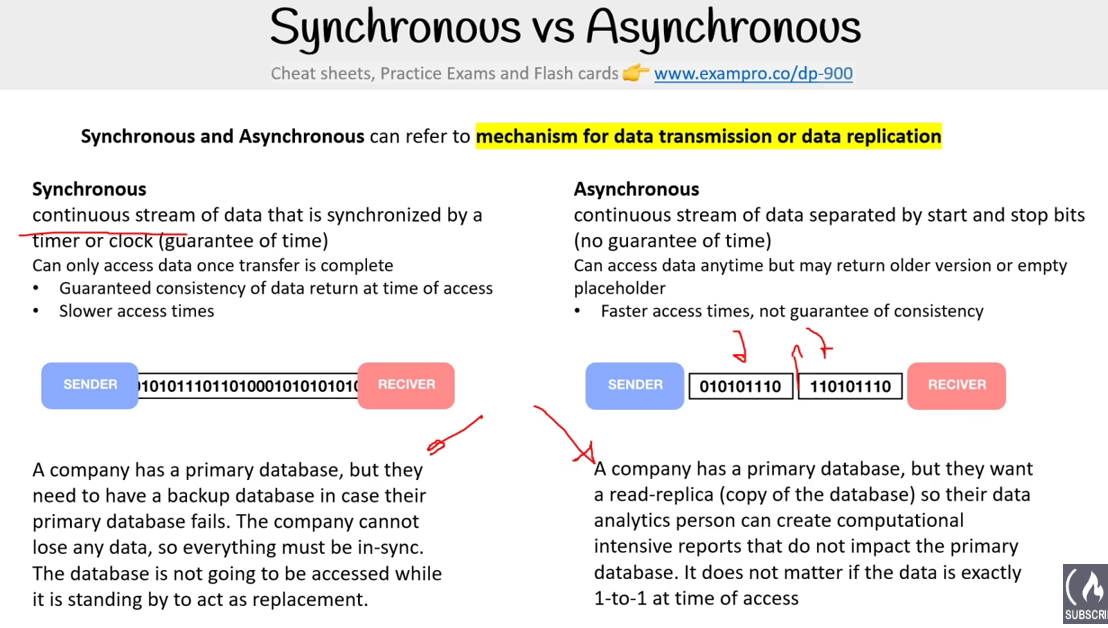 Synchronous vs Asynchronous
Cheat sheets, Practice Exams and Flash cards 👉 www.exampro.co/dp-900
Synchronous and Asynchronous can refer to mechanism for data transmission or data replication
Synchronous
continuous stream of data that is synchronized by a
timer or clock (guarantee of time)
Can only access data once transfer is complete
• Guaranteed consistency of data return at time of access
• Slower access times
SENDER
10101110110100010101010
RECIVER
A company has a primary database, but they
need to have a backup database in case their
primary database fails. The company cannot
lose any data, so everything must be in-sync.
The database is not going to be accessed while
it is standing by to act as replacement.
Asynchronous
continuous stream of data separated by start and stop bits
(no guarantee of time)
Can access data anytime but may return older version or empty
placeholder
• Faster access times, not guarantee of consistency
SENDER
010101110
110101110
RECIVER
A company has a primary database, but they want
a read-replica (copy of the database) so their data
analytics person can create computational
intensive reports that do not impact the primary
database. It does not matter if the data is exactly
1-to-1 at time of access